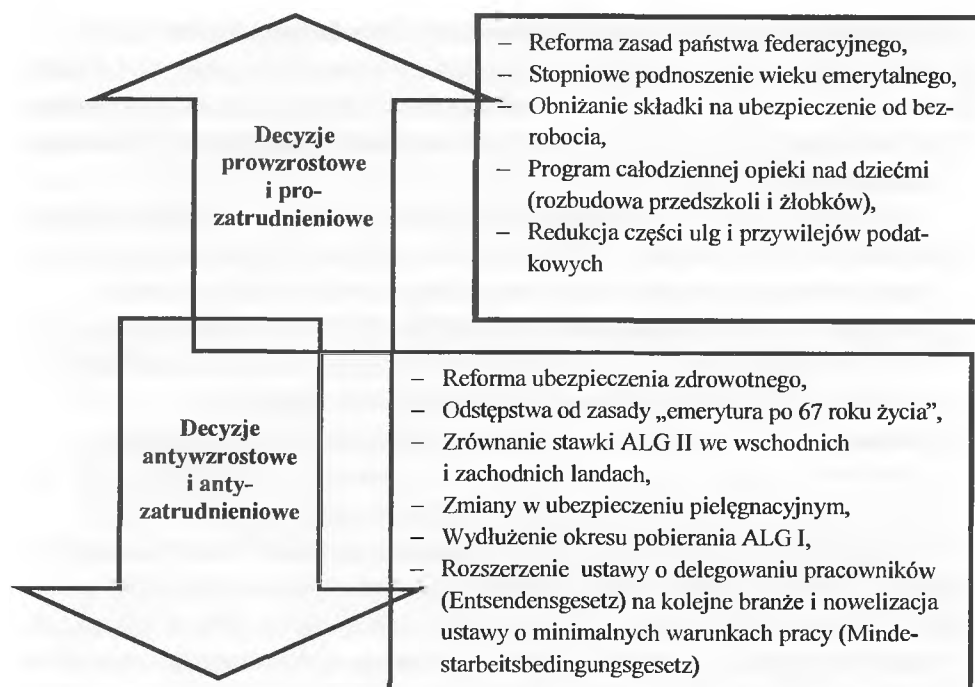 Decyzje
prowzrostowe
i pro-
zatrudnieniowe
– Reforma zasad państwa federacyjnego,
– Stopniowe podnoszenie wieku emerytalnego,
– Obniżanie składki na ubezpieczenie od bez-
robocia,
– Program całodziennej opieki nad dziećmi
(rozbudowa przedszkoli i żłobków),
– Redukcja części ulg i przywilejów podat-
kowych
Decyzje
antywzrostowe
i anty-
zatrudnieniowe
– Reforma ubezpieczenia zdrowotnego,
– Odstępstwa od zasady „emerytura po 67 roku życia”,
– Zrównanie stawki ALG II we wschodnich
i zachodnich landach,
– Zmiany w ubezpieczeniu pielęgnacyjnym,
– Wydłużenie okresu pobierania ALG I,
– Rozszerzenie ustawy o delegowaniu pracowników
(Entsendensgesetz) na kolejne branże i nowelizacja
ustawy o minimalnych warunkach pracy (Minde-
starbeitsbedingungsgesetz)